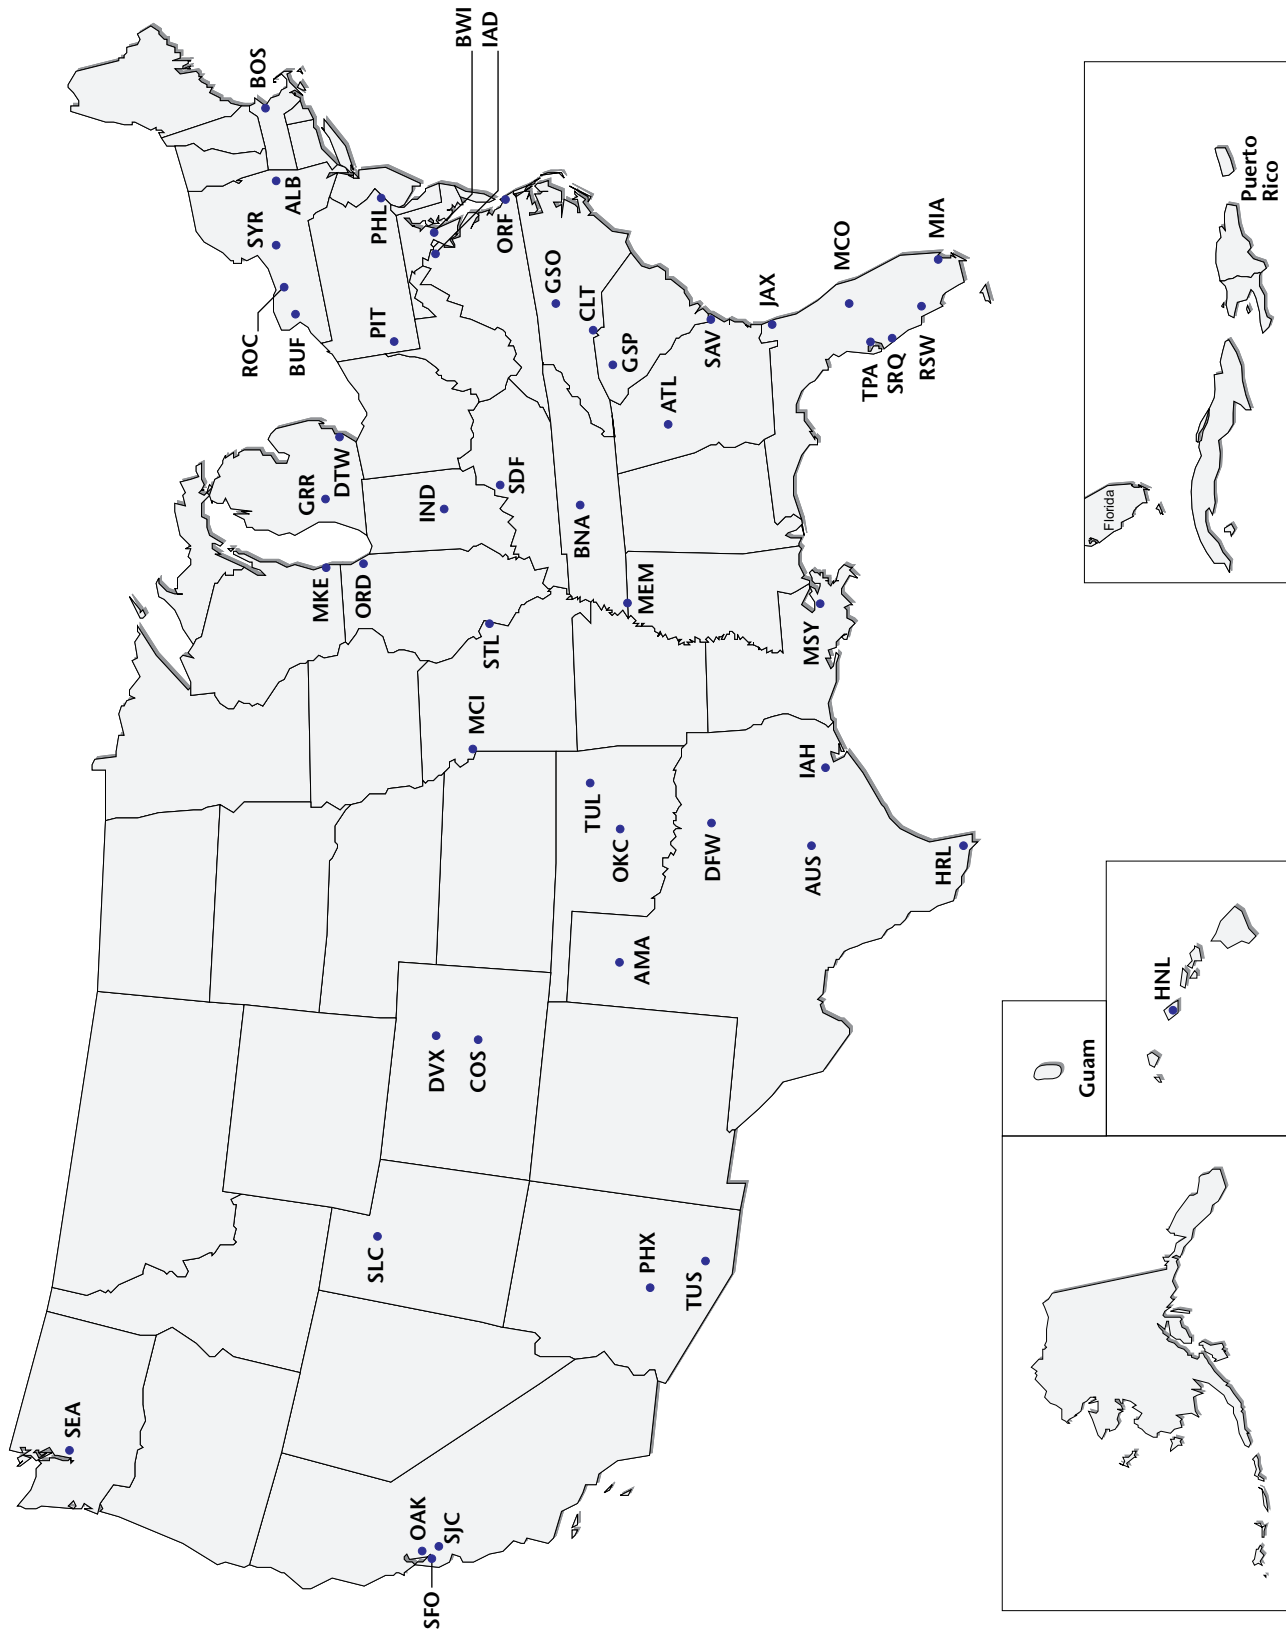 SEA
SFO
OAK
SJC
SLC
PHX
TUS
DVX
COS
AMA
OKC
TUL
DFW
AUS
IAH
HRL
MCI
STL
MKE
ORD
MEM
MSY
GRR
DTW
IND
SDF
BNA
ATL
ROC
BUF
SYR
ALB
BOS
PIT
PHL
BWI
IAD
ORF
GSO
CLT
GSP
SAV
JAX
MCO
TPA
SRQ
RSW
MIA
Guam
HNL
Florida
Puerto
Rico